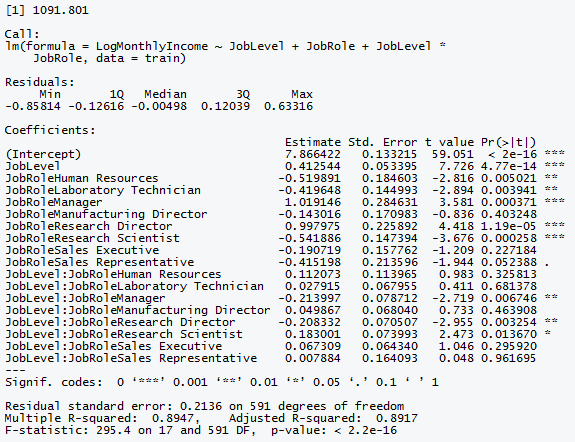 [1] 1091.801
Call:
lm(formula = LogMonthlyIncome ~ JobLevel + JobRole + JobLevel *
JobRole, data = train)
Residuals:
Min 1Q Median 3Q Max
-0.85814 -0.12616 -0.00498 0.12039 0.63316
Coefficients:
Estimate Std. Error t value Pr(>|t|)
(Intercept) 7.866422 0.133215 59.051 < 2e-16 ***
JobLevel 0.412544 0.053395 7.726 4.77e-14 ***
JobRoleHuman Resources -0.519891 0.184603 -2.816 0.005021 **
JobRoleLaboratory Technician -0.419648 0.144993 -2.894 0.003941 **
JobRoleManager 1.019146 0.284631 3.581 0.000371 ***
JobRoleManufacturing Director -0.143016 0.170983 -0.836 0.403248
JobRoleResearch Director 0.997975 0.225892 4.418 1.19e-05 ***
JobRoleResearch Scientist -0.541886 0.147394 -3.676 0.000258 ***
JobRoleSales Executive -0.190719 0.157762 -1.209 0.227184
JobRoleSales Representative -0.415198 0.213596 -1.944 0.052388 .
JobLevel:JobRoleHuman Resources 0.112073 0.113965 0.983 0.325813
JobLevel:JobRoleLaboratory Technician 0.027915 0.067955 0.411 0.681378
JobLevel:JobRoleManager -0.213997 0.078712 -2.719 0.006746 **
JobLevel:JobRoleManufacturing Director 0.049867 0.068040 0.733 0.463908
JobLevel:JobRoleResearch Director -0.208332 0.070507 -2.955 0.003254 **
JobLevel:JobRoleResearch Scientist 0.183001 0.073993 2.473 0.013670 *
JobLevel:JobRoleSales Executive 0.067309 0.064340 1.046 0.295920
JobLevel:JobRoleSales Representative 0.007884 0.164093 0.048 0.961695
---
Signif. codes: 0 ‘***’ 0.001 ‘**’ 0.01 ‘*’ 0.05 ‘.’ 0.1 ‘ ’ 1
Residual standard error: 0.2136 on 591 degrees of freedom
Multiple R-squared: 0.8947, Adjusted R-squared: 0.8917
F-statistic: 295.4 on 17 and 591 DF, p-value: < 2.2e-16